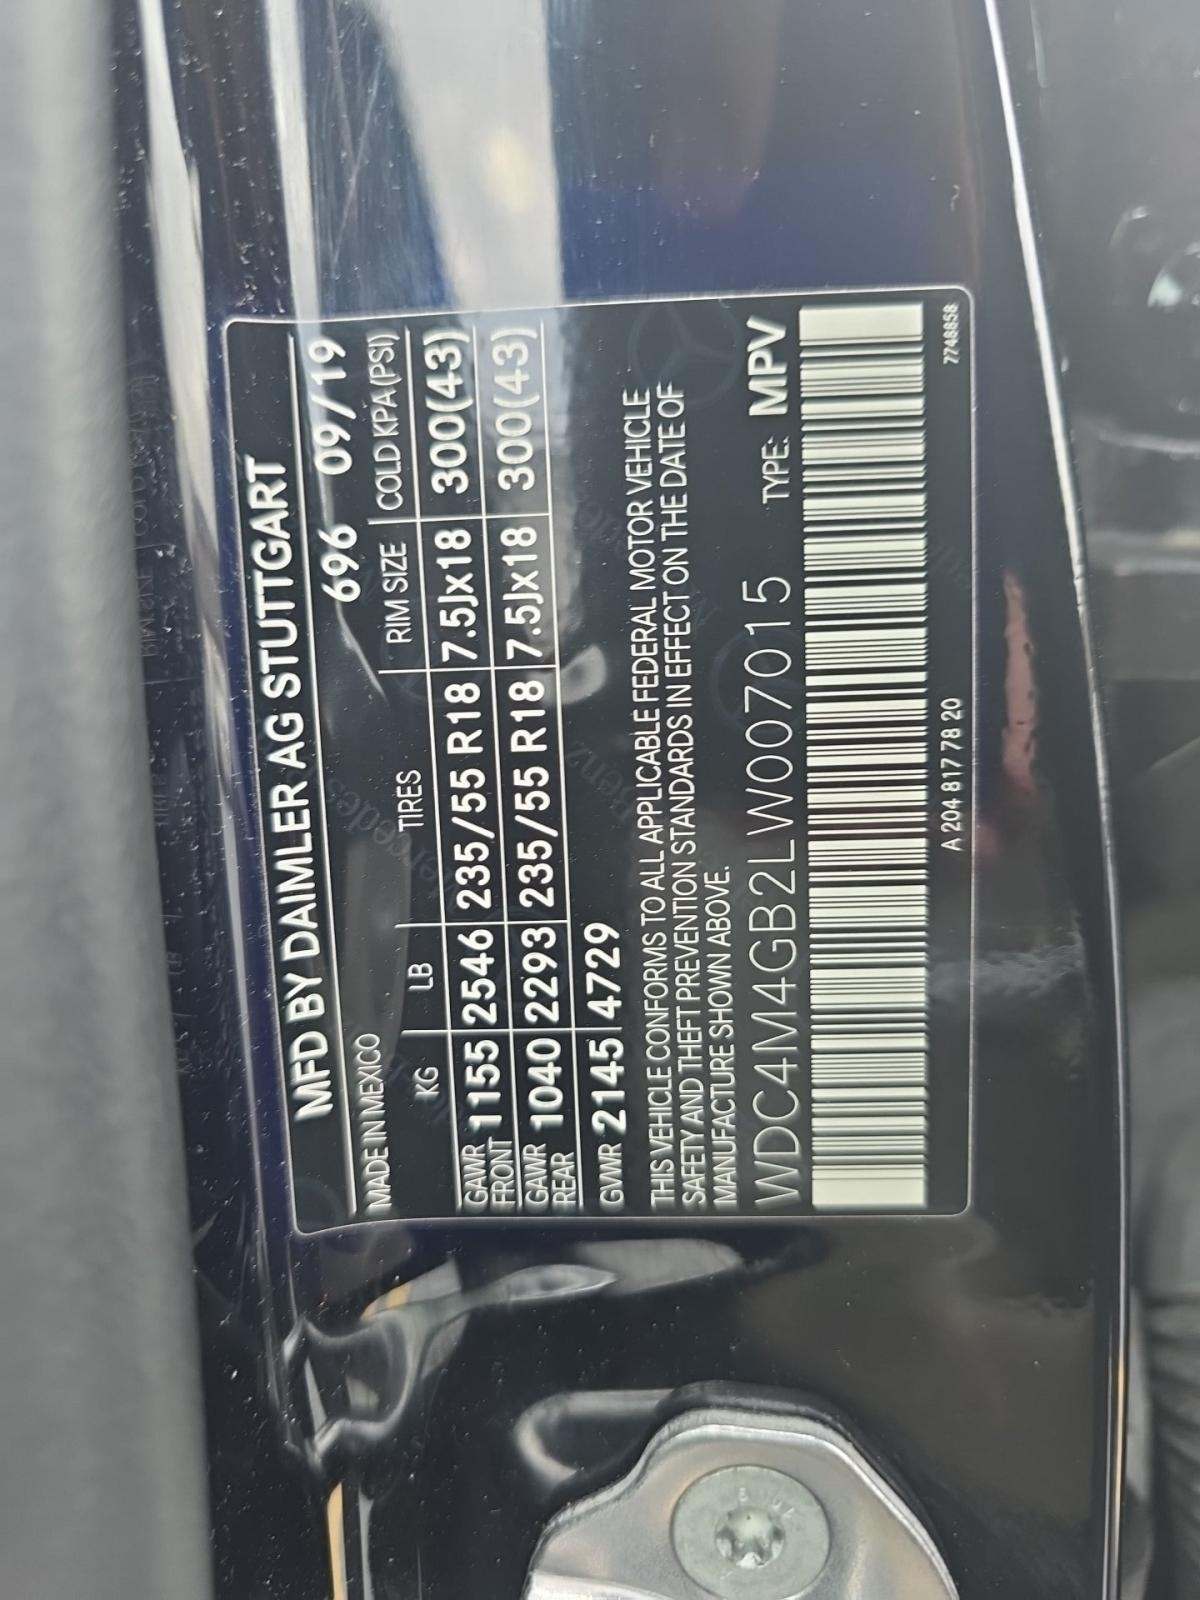 MFD BY DAIMLER AG STUTTGART
MADE IN MEXICO 696 09/19
KG LB TIRES RIM SIZE COLD KPA(PSI)
GAWR FRONT 1155 2546 235/55 R18 7.5Jx18 300(43)
GAWR REAR 1040 2293 235/55 R18 7.5Jx18 300(43)
GVWR 2145 4729
THIS VEHICLE CONFORMS TO ALL APPLICABLE FEDERAL MOTOR VEHICLE
SAFETY AND THEFT PREVENTION STANDARDS IN EFFECT ON THE DATE OF
MANUFACTURE SHOWN ABOVE.
WDC4M4GB2LW007015 TYPE: MPV
A 204 817 78 20 2748658